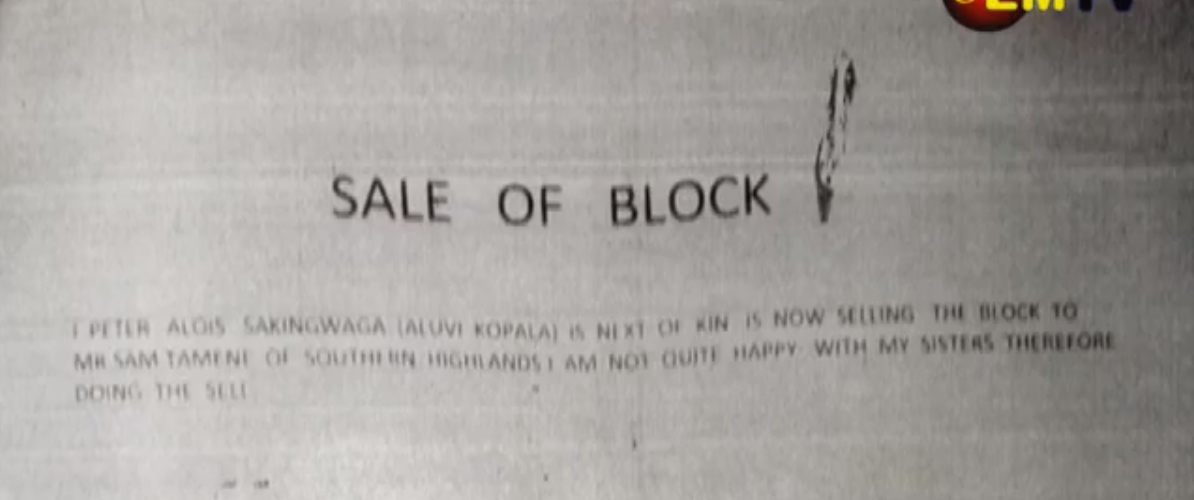 EMTV
SALE OF BLOCK
I PETER ALOIS SAKINGWAGA (ALUVI KOPALA) IS NEXT OF KIN IS NOW SELLING THE BLOCK TO
MR SAM TAMENE OF SOUTHERN HIGHLANDS I AM NOT QUITE HAPPY WITH MY SISTERS THEREFORE
DOING THE SELL